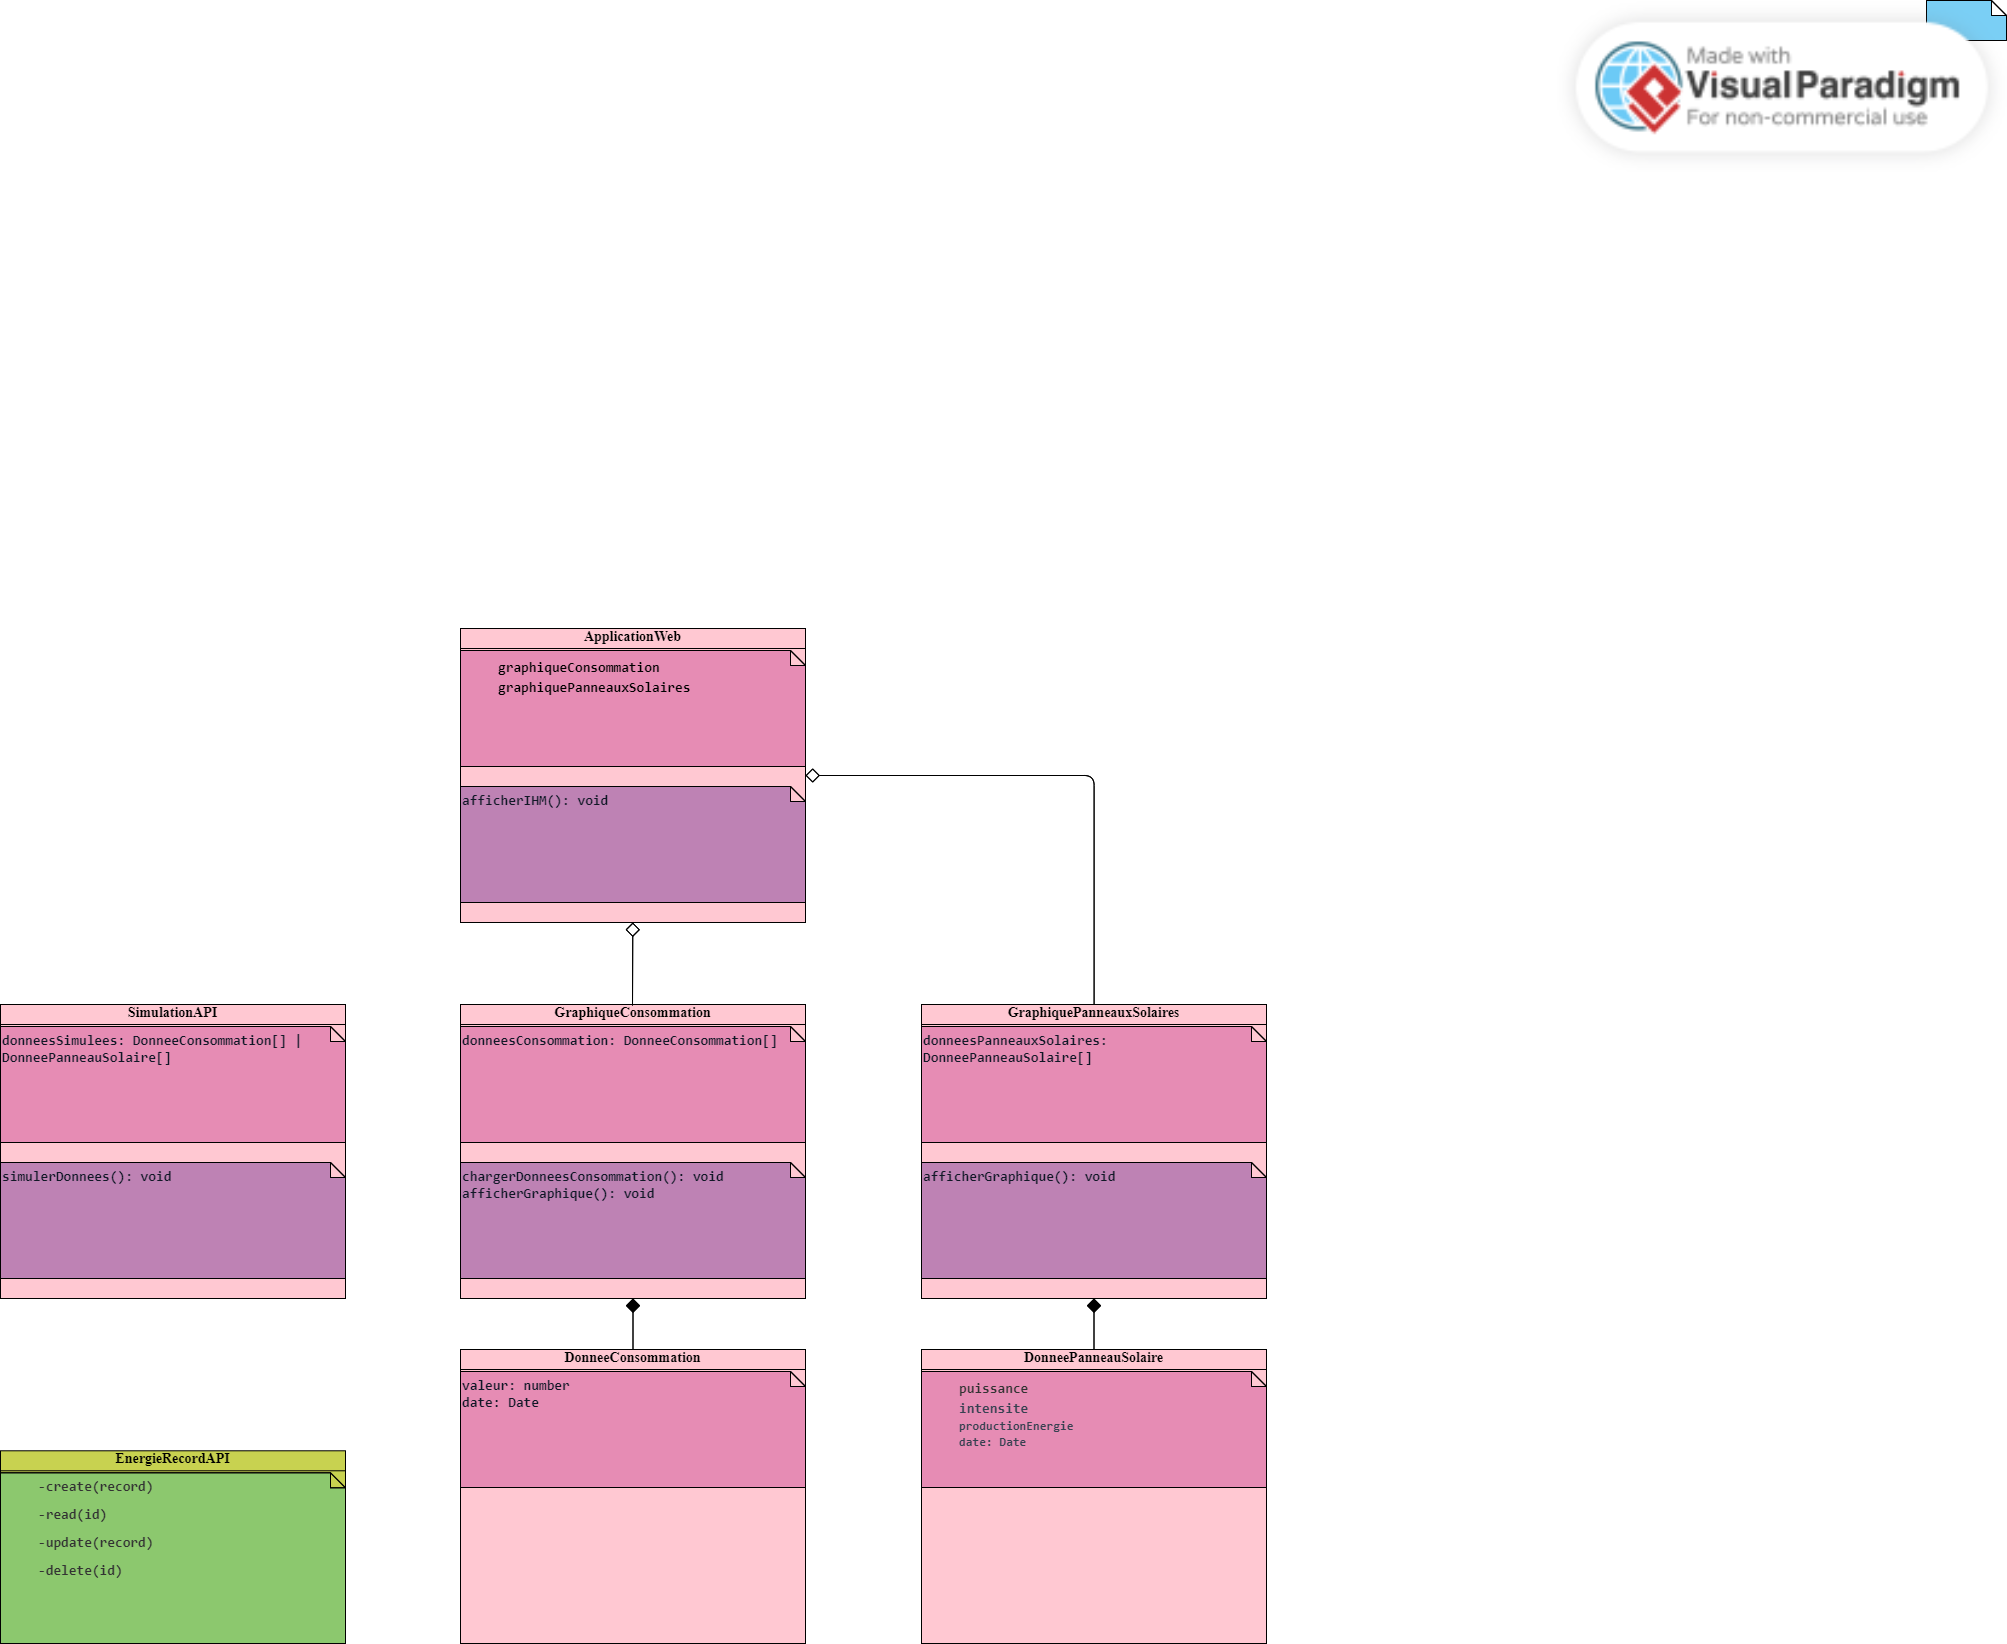 Made with
Visual Paradigm
For non-commercial use
ApplicationWeb
graphiqueConsommation
graphiquePanneauxSolaires
afficherIHM(): void
SimulationAPI
donneesSimulees: DonneeConsommation[] |
DonneePanneauSolaire[]
simulerDonnees(): void
GraphiqueConsommation
donneesConsommation: DonneeConsommation[]
chargerDonneesConsommation(): void
afficherGraphique(): void
GraphiquePanneauxSolaires
donneesPanneauxSolaires:
DonneePanneauSolaire[]
afficherGraphique(): void
DonneeConsommation
valeur: number
date: Date
DonneePanneauSolaire
puissance
intensite
productionEnergie
date: Date
EnergieRecordAPI
-create(record)
-read(id)
-update(record)
-delete(id)